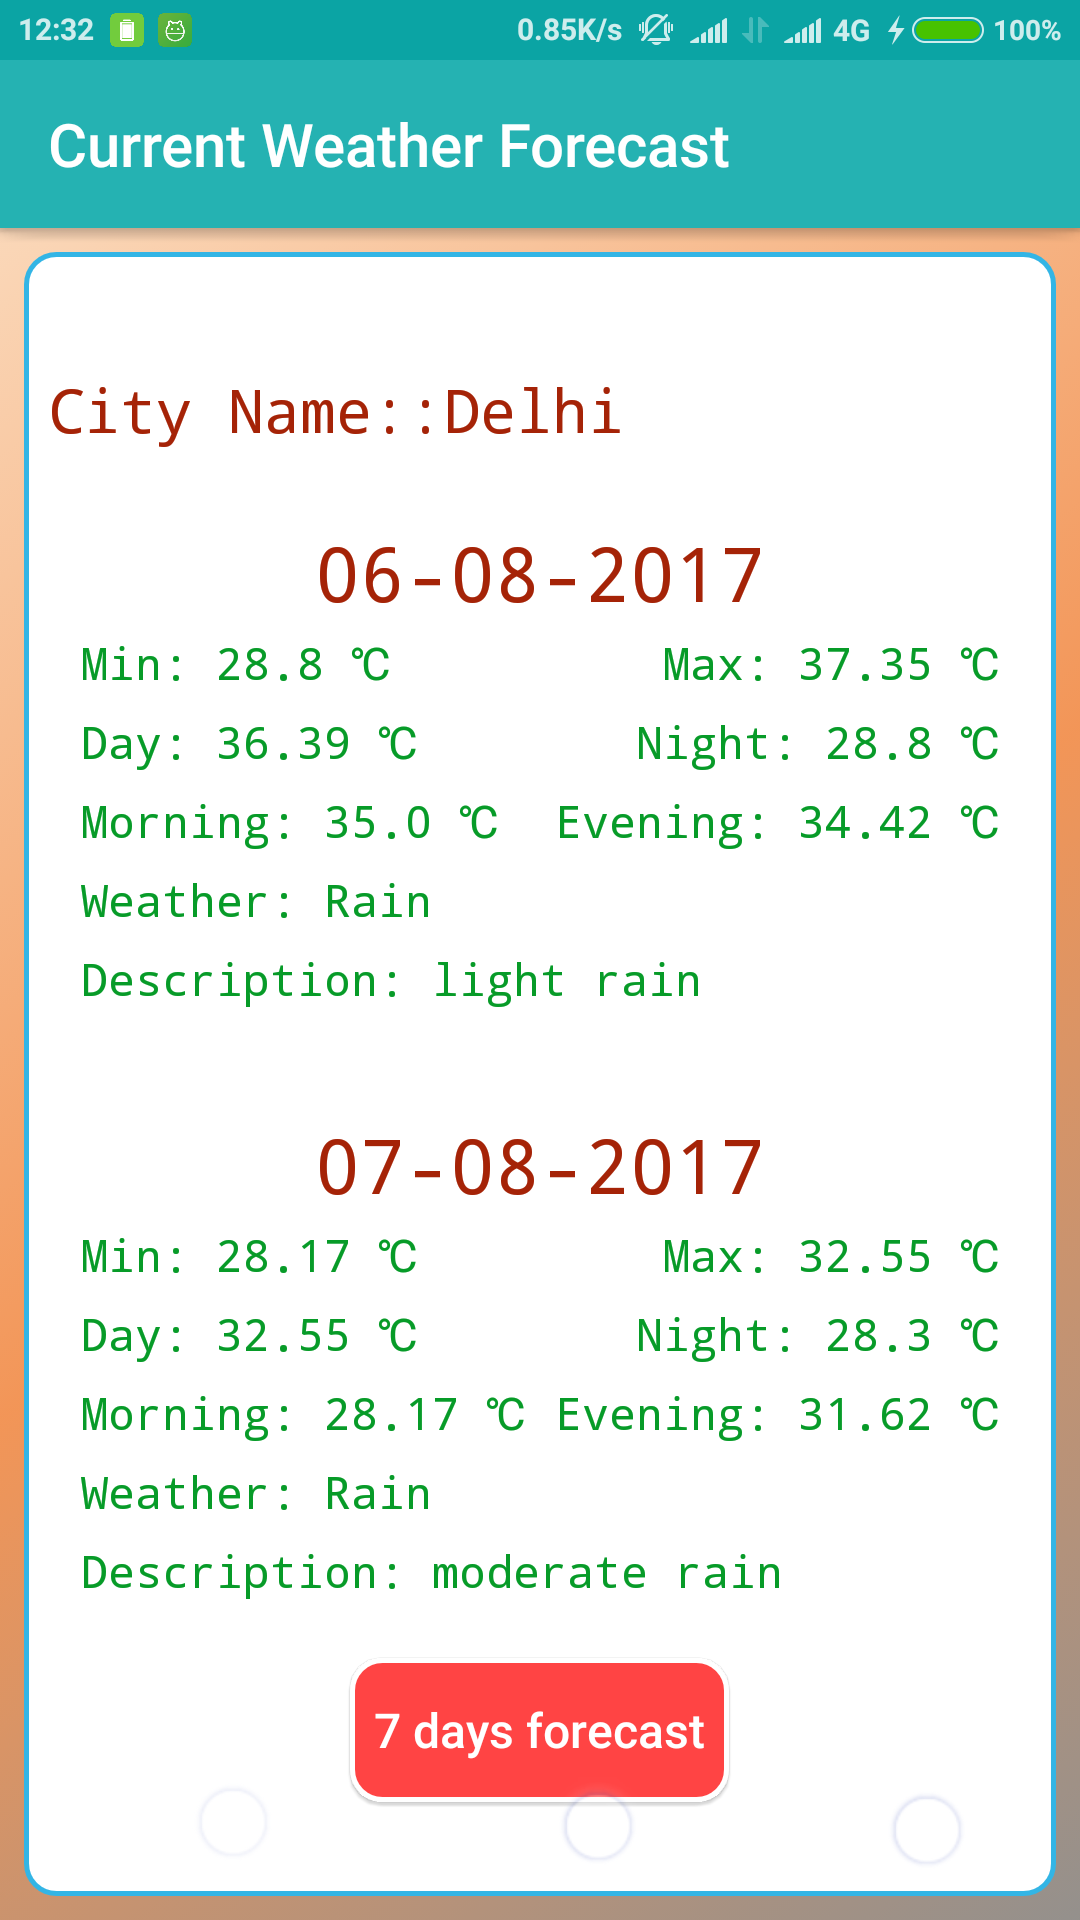 12:32 0.85K/s 4G 100%
Current Weather Forecast
City Name::Delhi
06-08-2017
Min: 28.8 ℃ Max: 37.35 ℃
Day: 36.39 ℃ Night: 28.8 ℃
Morning: 35.0 ℃ Evening: 34.42 ℃
Weather: Rain
Description: light rain
07-08-2017
Min: 28.17 ℃ Max: 32.55 ℃
Day: 32.55 ℃ Night: 28.3 ℃
Morning: 28.17 ℃ Evening: 31.62 ℃
Weather: Rain
Description: moderate rain
7 days forecast